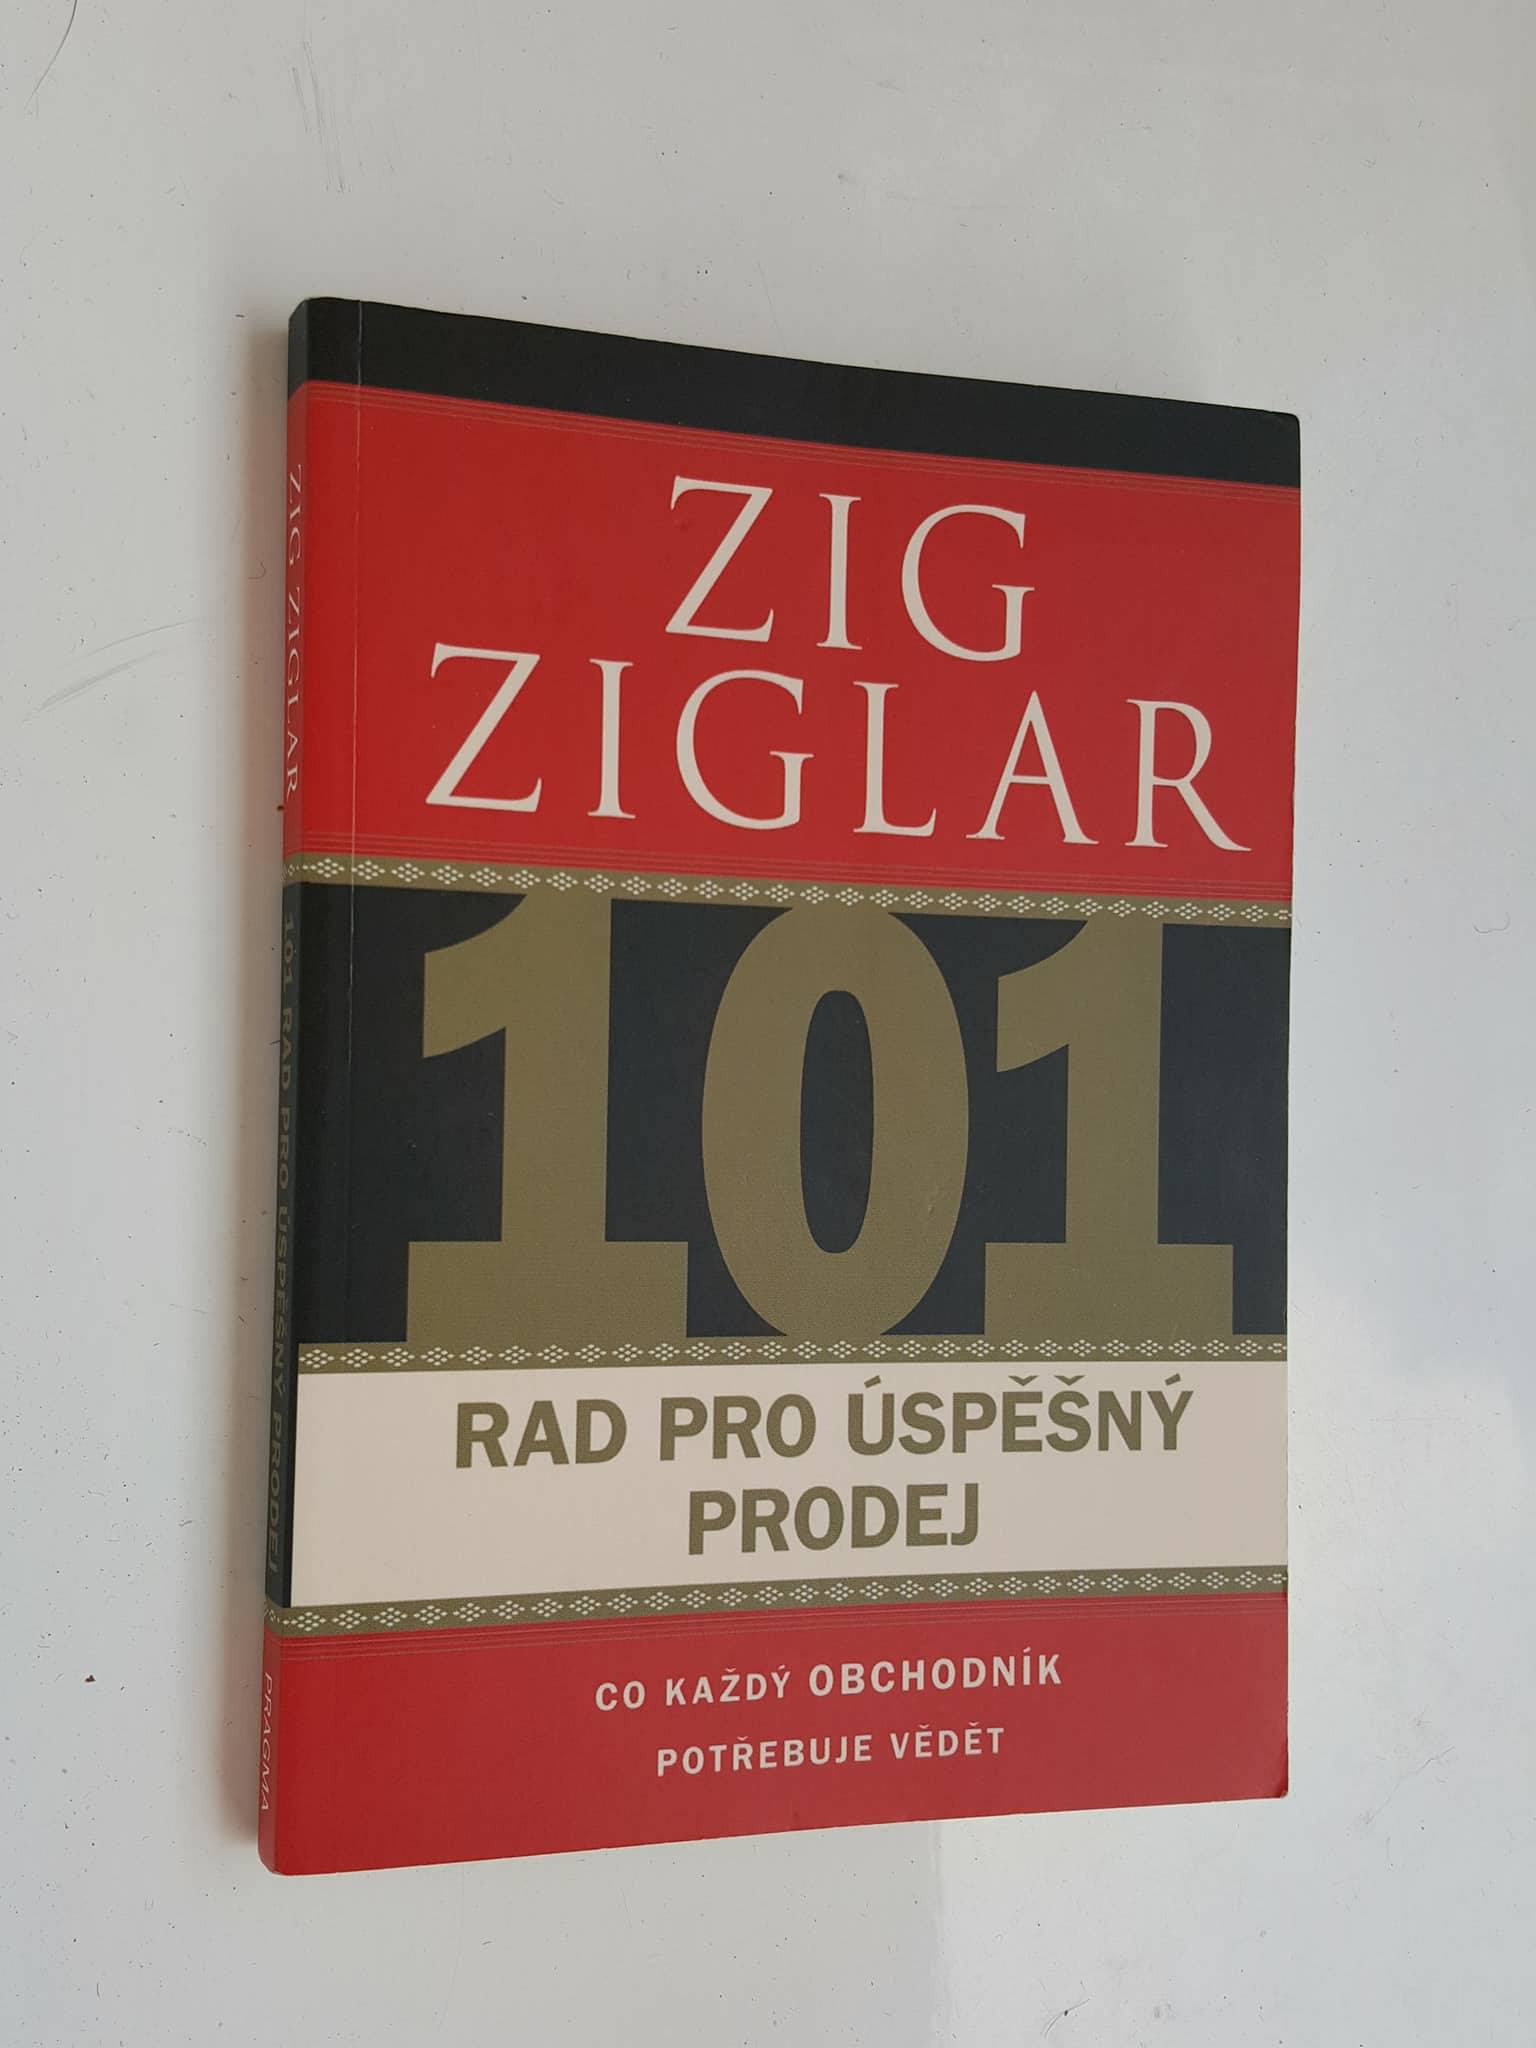 ZIG
ZIGLAR
101
RAD PRO ÚSPĚŠNÝ
PRODEJ
CO KAŽDÝ OBCHODNÍK
POTŘEBUJE VĚDĚT
ZIG ZIGLAR 101 RAD PRO ÚSPĚŠNÝ PRODEJ PRAGMA